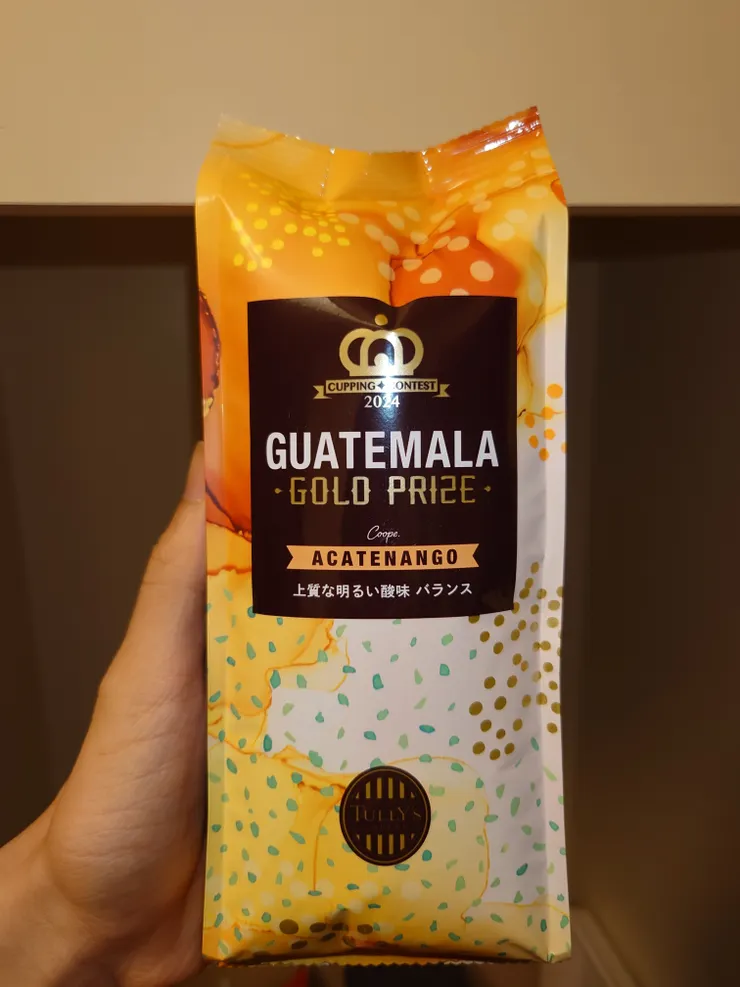 CUPPING CONTEST
2024
GUATEMALA
GOLD PRIZE
Coope.
ACATENANGO
上質な明るい酸味 バランス
TULLY'S